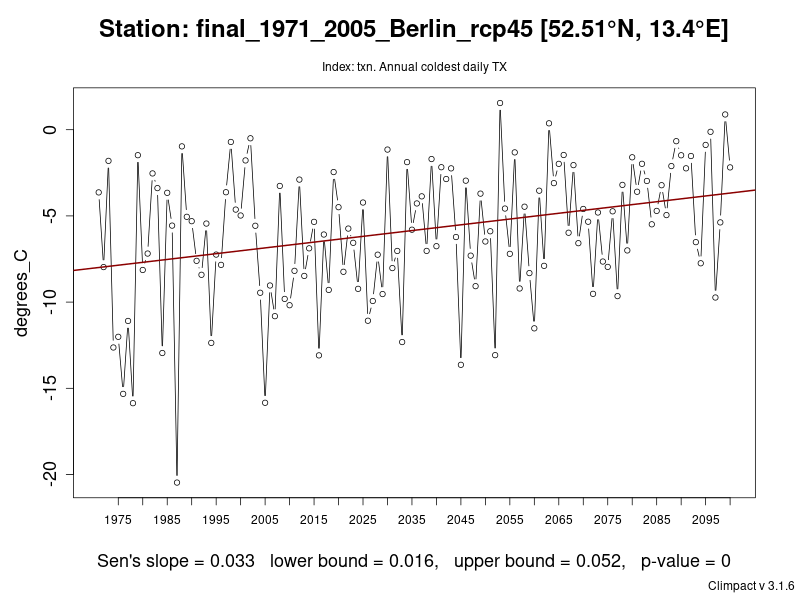 Station: final_1971_2005_Berlin_rcp45 [52.51°N, 13.4°E]
Index: txn. Annual coldest daily TX
degrees_C
0
-5
-10
-15
-20
1975 1985 1995 2005 2015 2025 2035 2045 2055 2065 2075 2085 2095
Sen's slope = 0.033 lower bound = 0.016, upper bound = 0.052, p-value = 0
Climpact v 3.1.6